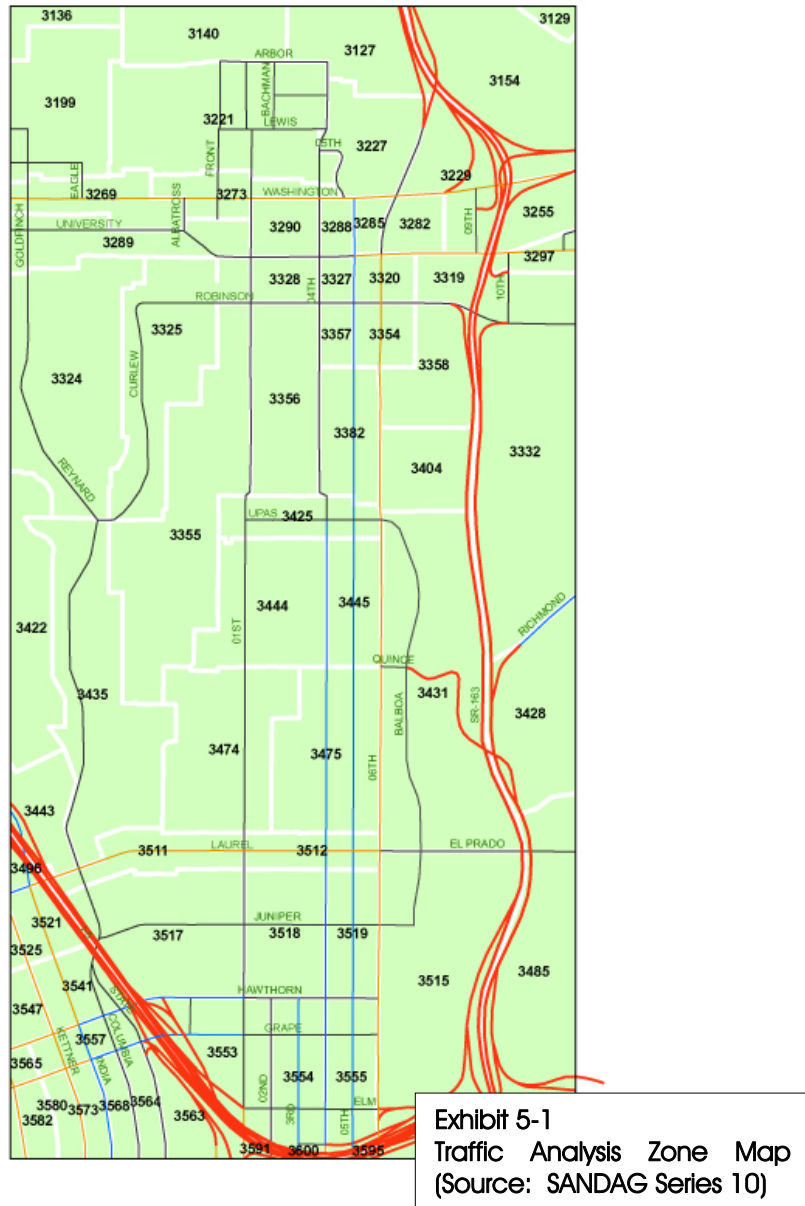 3136
3140
3129
3127
ARBOR
3154
BACHMAN
3199
3221
LEWIS
FRONT
05TH
3227
3229
EAGLE
3269
ALBATROSS
3273
WASHINGTON
GOLDFINCH
UNIVERSITY
3290
3288
3285
3282
09TH
3255
3289
3297
3328
04TH
3327
3320
3319
10TH
ROBINSON
3325
3357
3354
3324
CURLEW
3358
3356
3382
3332
REYNARD
3404
UPAS
3425
3355
3422
3444
3445
RICHMOND
01ST
QUINCE
3435
3431
BALBOA
SR-163
3428
3474
3475
06TH
3443
3511
LAUREL
3512
EL PRADO
3496
3521
JUNIPER
3517
3518
3519
3525
3515
3485
3541
STATE
HAWTHORN
3547
COLUMBIA
GRAPE
KETTNER
3557
INDIA
3553
3565
02ND
3554
3555
3580
3573
3568
3564
3563
3RD
05TH
ELM
3582
3591
3600
3595
Exhibit 5-1
Traffic Analysis Zone Map
(Source: SANDAG Series 10)